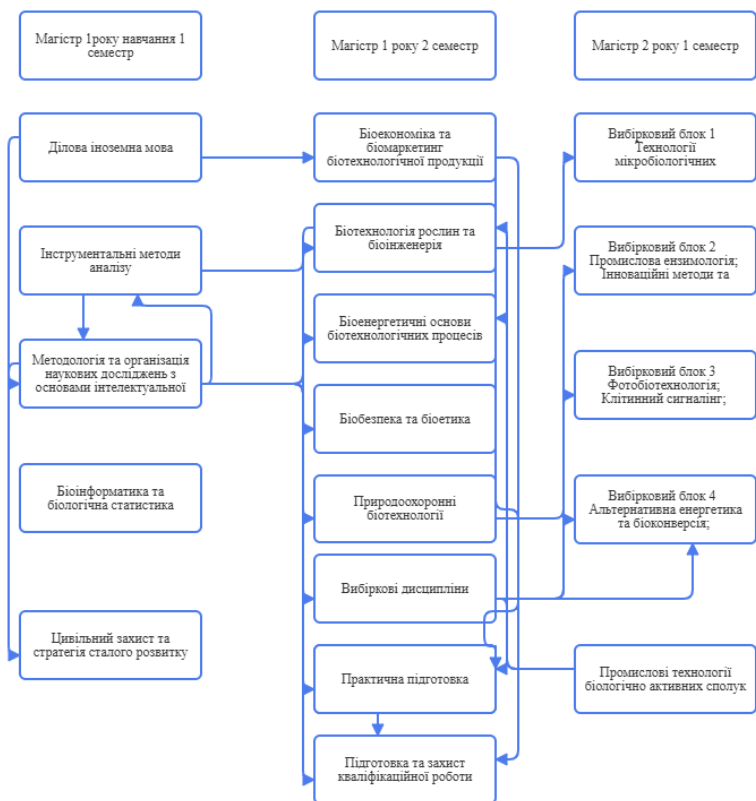 Магістр 1року навчання 1
семестр
Магістр 1 року 2 семестр
Магістр 2 року 1 семестр
Ділова іноземна мова
Біоекономіка та
біомаркетинг
біотехнологічної продукції
Вибірковий блок 1
Технології
мікробіологічних
Інструментальні методи
аналізу
Біотехнологія рослин та
біоінженерія
Вибірковий блок 2
Промислова ензимологія;
Інноваційні методи та
Методологія та організація
наукових досліджень з
основами інтелектуальної
Біоенергетичні основи
біотехнологічних процесів
Біобезпека та біоетика
Вибірковий блок 3
Фотобіотехнологія;
Клітинний сигналінг;
Біоінформатика та
біологічна статистика
Природоохоронні
біотехнології
Вибірковий блок 4
Альтернативна енергетика
та біоконверсія;
Вибіркові дисципліни
Цивільний захист та
стратегія сталого розвитку
Практична підготовка
Промислові технології
біологічно активних сполук
Підготовка та захист
кваліфікаційної роботи